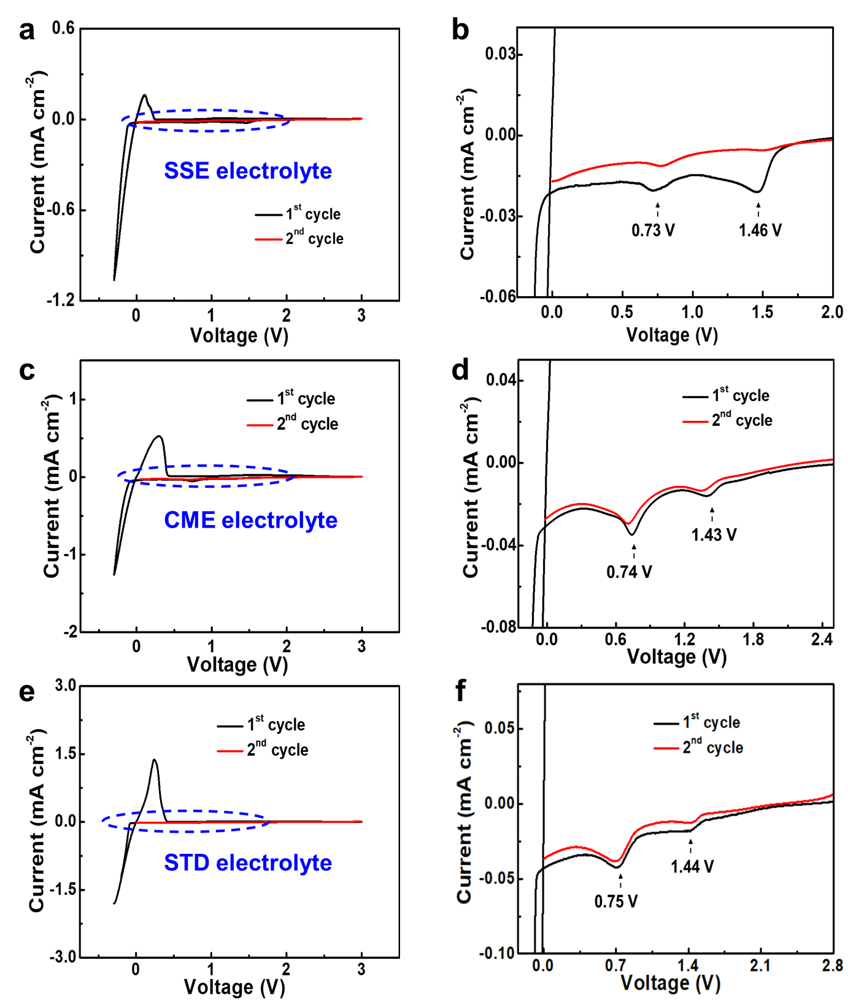 a
0.6
0.0
-0.6
-1.2
Current (mA cm-2)
SSE electrolyte
1st cycle
2nd cycle
0 1 2 3
Voltage (V)
b
0.03
0.00
-0.03
-0.06
Current (mA cm-2)
0.73 V 1.46 V
0.0 0.5 1.0 1.5 2.0
Voltage (V)
c
1
0
-1
-2
Current (mA cm-2)
1st cycle
2nd cycle
CME electrolyte
0 1 2 3
Voltage (V)
d
0.04
0.00
-0.04
-0.08
Current (mA cm-2)
1st cycle
2nd cycle
1.43 V
0.74 V
0.0 0.6 1.2 1.8 2.4
Voltage (V)
e
3.0
1.5
0.0
-1.5
-3.0
Current (mA cm-2)
1st cycle
2nd cycle
STD electrolyte
0 1 2 3
Voltage (V)
f
0.05
0.00
-0.05
-0.10
Current (mA cm-2)
1st cycle
2nd cycle
1.44 V
0.75 V
0.0 0.7 1.4 2.1 2.8
Voltage (V)